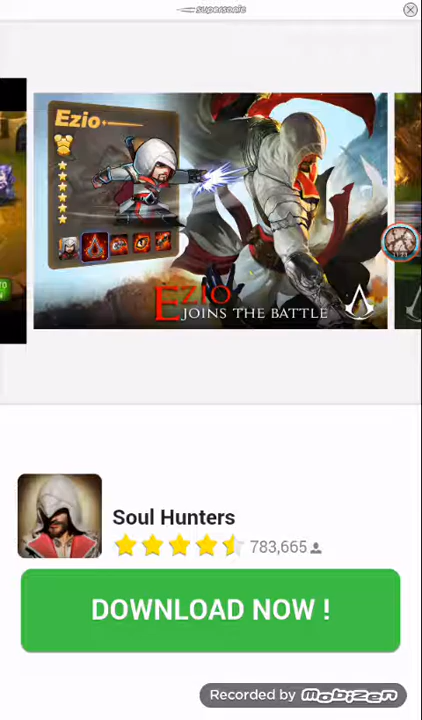 supersonic
Ezio
EZIO
JOINS THE BATTLE
Soul Hunters
783,665
DOWNLOAD NOW !
Recorded by mobizen